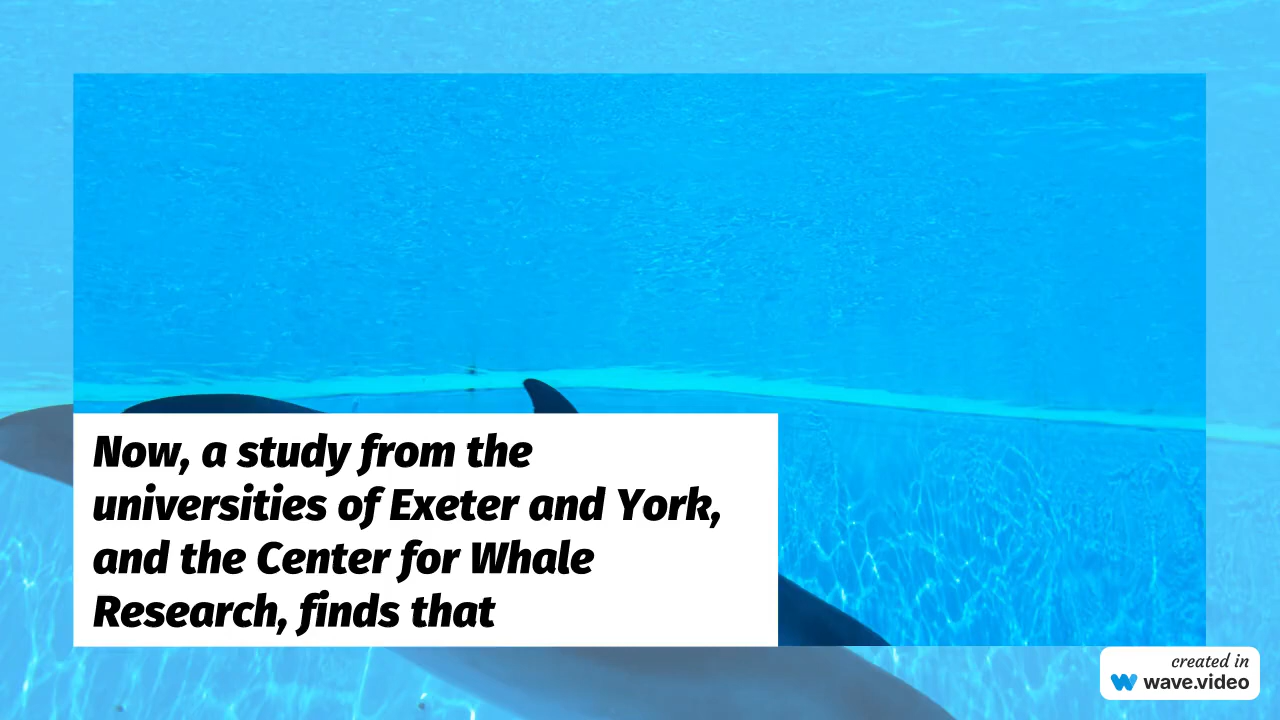 Now, a study from the
universities of Exeter and York,
and the Center for Whale
Research, finds that
created in
wave.video